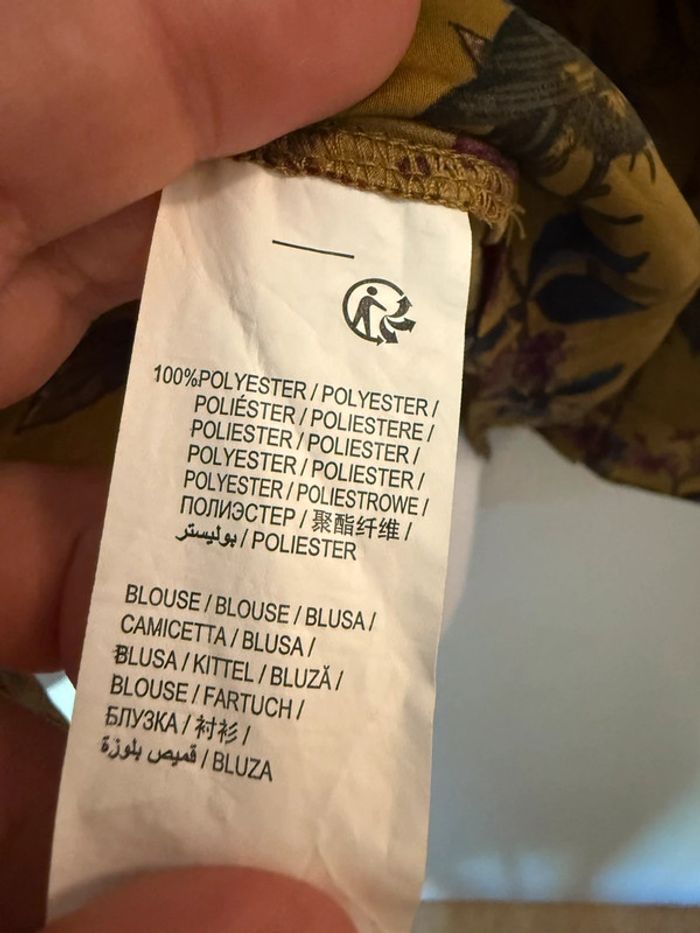 100%POLYESTER / POLYESTER /
POLIÉSTER / POLIESTERE /
POLIESTER / POLIESTER /
POLYESTER / POLIESTER /
POLYESTER / POLIESTROWE /
ПОЛИЭСТЕР / 聚酯纤维 /
بوليستر / POLIESTER
BLOUSE / BLOUSE / BLUSA /
CAMICETTA / BLUSA /
BLUSA / KITTEL / BLUZĂ /
BLOUSE / FARTUCH /
БЛУЗКА / 衬衫 /
قميص بلوزة / BLUZA